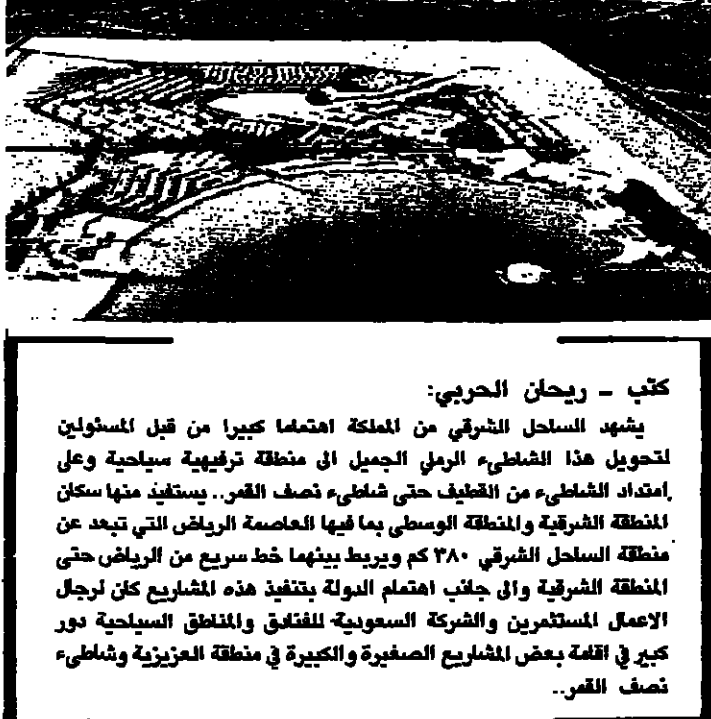 كتب ـ ريحان الحربي:
يشهد الساحل الشرقي من المملكة اهتماما كبيرا من قبل المسئولين
لتحويل هذا الشاطيء الرملي الجميل الى منطقة ترفيهية سياحية وعلى
امتداد الشاطيء من القطيف حتى شاطيء نصف القمر.. يستفيد منها سكان
المنطقة الشرقية والمنطقة الوسطى بما فيها العاصمة الرياض التي تبعد عن
منطقة الساحل الشرقي ٣٨٠ كم ويربط بينهما خط سريع من الرياض حتى
المنطقة الشرقية والى جانب اهتمام الدولة بتنفيذ هذه المشاريع كان لرجال
الاعمال المستثمرين والشركة السعودية للفنادق والمناطق السياحية دور
كبير في اقامة بعض المشاريع الصغيرة والكبيرة في منطقة العزيزية وشاطيء
نصف القمر..